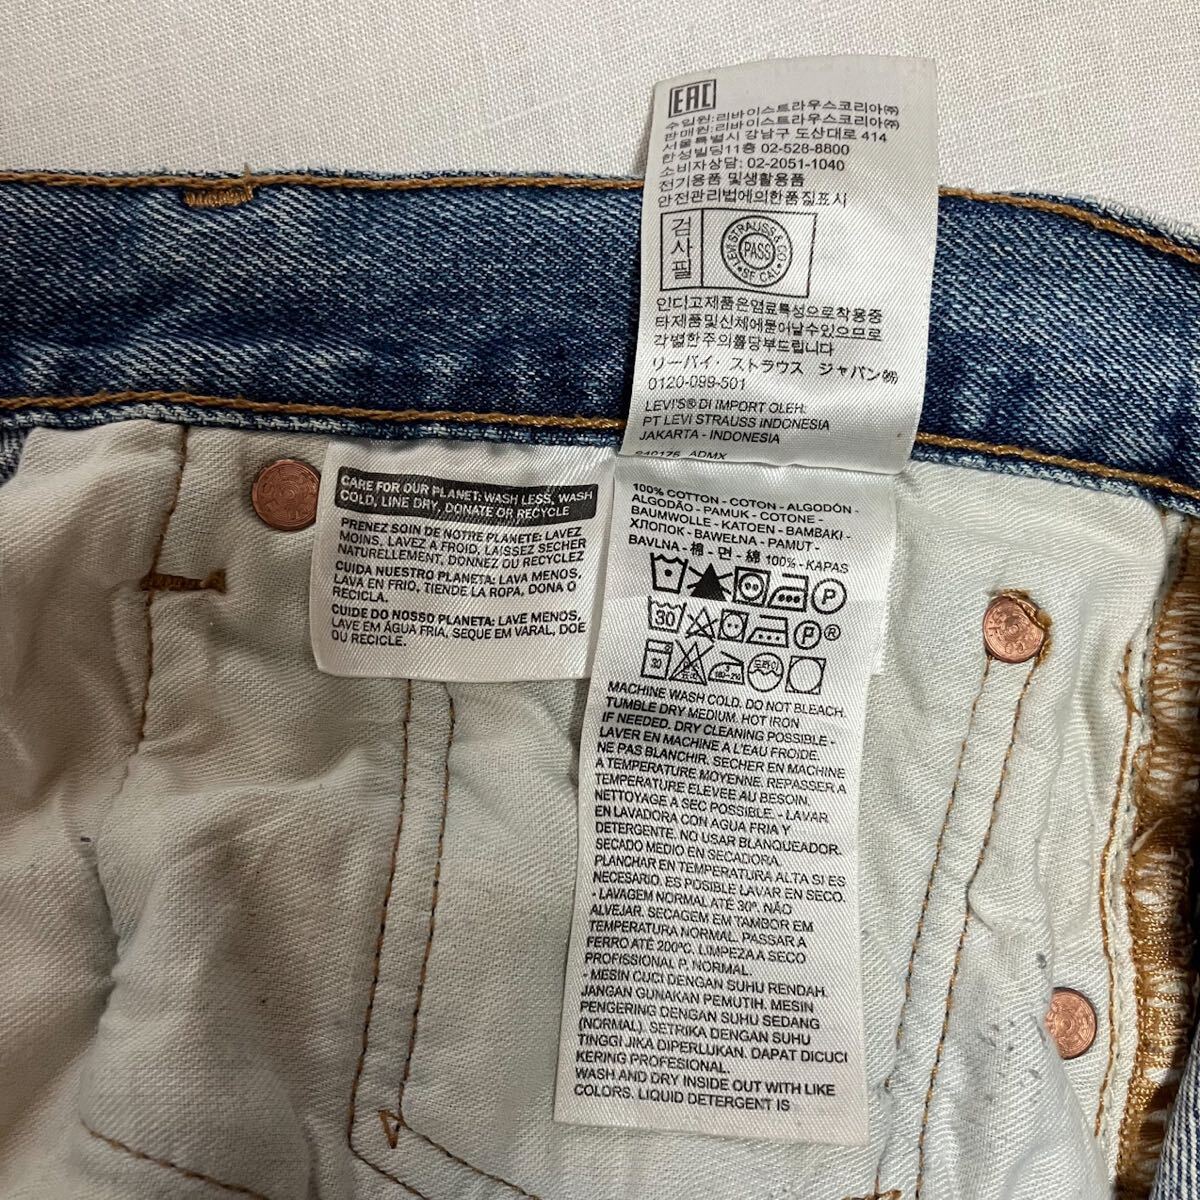 EAC
수입원:리바이스트라우스코리아㈜
판매원:리바이스트라우스코리아㈜
서울특별시 강남구 도산대로 414
한성빌딩11층 02-528-8800
소비자상담: 02-2051-1040
전기용품 및생활용품
안전관리법에의한품질표시
검사필
LEVI STRAUSS & CO
PASS
SF CAL
인디고제품은염료특성으로착용중
타제품및신체에묻어날수있으므로
각별한주의를당부드립니다
リーバイ・ストラウス ジャパン㈱
0120-099-501
LEVI'S® DI IMPORT OLEH:
PT LEVI STRAUSS INDONESIA
JAKARTA - INDONESIA
ADMX
CARE FOR OUR PLANET: WASH LESS, WASH
COLD, LINE DRY, DONATE OR RECYCLE
PRENEZ SOIN DE NOTRE PLANETE: LAVEZ
MOINS, LAVEZ A FROID, LAISSEZ SECHER
NATURELLEMENT, DONNEZ OU RECYCLEZ
CUIDA NUESTRO PLANETA: LAVA MENOS,
LAVA EN FRIO, TIENDE LA ROPA, DONA O
RECICLA.
CUIDE DO NOSSO PLANETA: LAVE MENOS,
LAVE EM ÁGUA FRIA, SEQUE EM VARAL, DOE
OU RECICLE.
100% COTTON - COTON - ALGODÓN -
ALGODÃO - PAMUK - COTONE -
BAUMWOLLE - KATOEN - BAMBAKI -
ХЛОПОК - BAWEŁNA - PAMUT -
BAVLNA - 棉 - 면 - 綿 100% - KAPAS
P
30 P®
30 180~210 드라이
MACHINE WASH COLD. DO NOT BLEACH.
TUMBLE DRY MEDIUM. HOT IRON
IF NEEDED. DRY CLEANING POSSIBLE -
LAVER EN MACHINE A L'EAU FROIDE.
NE PAS BLANCHIR. SECHER EN MACHINE
A TEMPERATURE MOYENNE. REPASSER A
TEMPERATURE ELEVEE AU BESOIN.
NETTOYAGE A SEC POSSIBLE. - LAVAR
EN LAVADORA CON AGUA FRIA Y
DETERGENTE. NO USAR BLANQUEADOR.
SECADO MEDIO EN SECADORA.
PLANCHAR EN TEMPERATURA ALTA SI ES
NECESARIO. ES POSIBLE LAVAR EN SECO.
- LAVAGEM NORMAL ATÉ 30º. NÃO
ALVEJAR. SECAGEM EM TAMBOR EM
TEMPERATURA NORMAL. PASSAR A
FERRO ATÉ 200ºC. LIMPEZA A SECO
PROFISSIONAL P, NORMAL.
- MESIN CUCI DENGAN SUHU RENDAH.
JANGAN GUNAKAN PEMUTIH. MESIN
PENGERING DENGAN SUHU SEDANG
(NORMAL). SETRIKA DENGAN SUHU
TINGGI JIKA DIPERLUKAN. DAPAT DICUCI
KERING PROFESIONAL.
WASH AND DRY INSIDE OUT WITH LIKE
COLORS. LIQUID DETERGENT IS